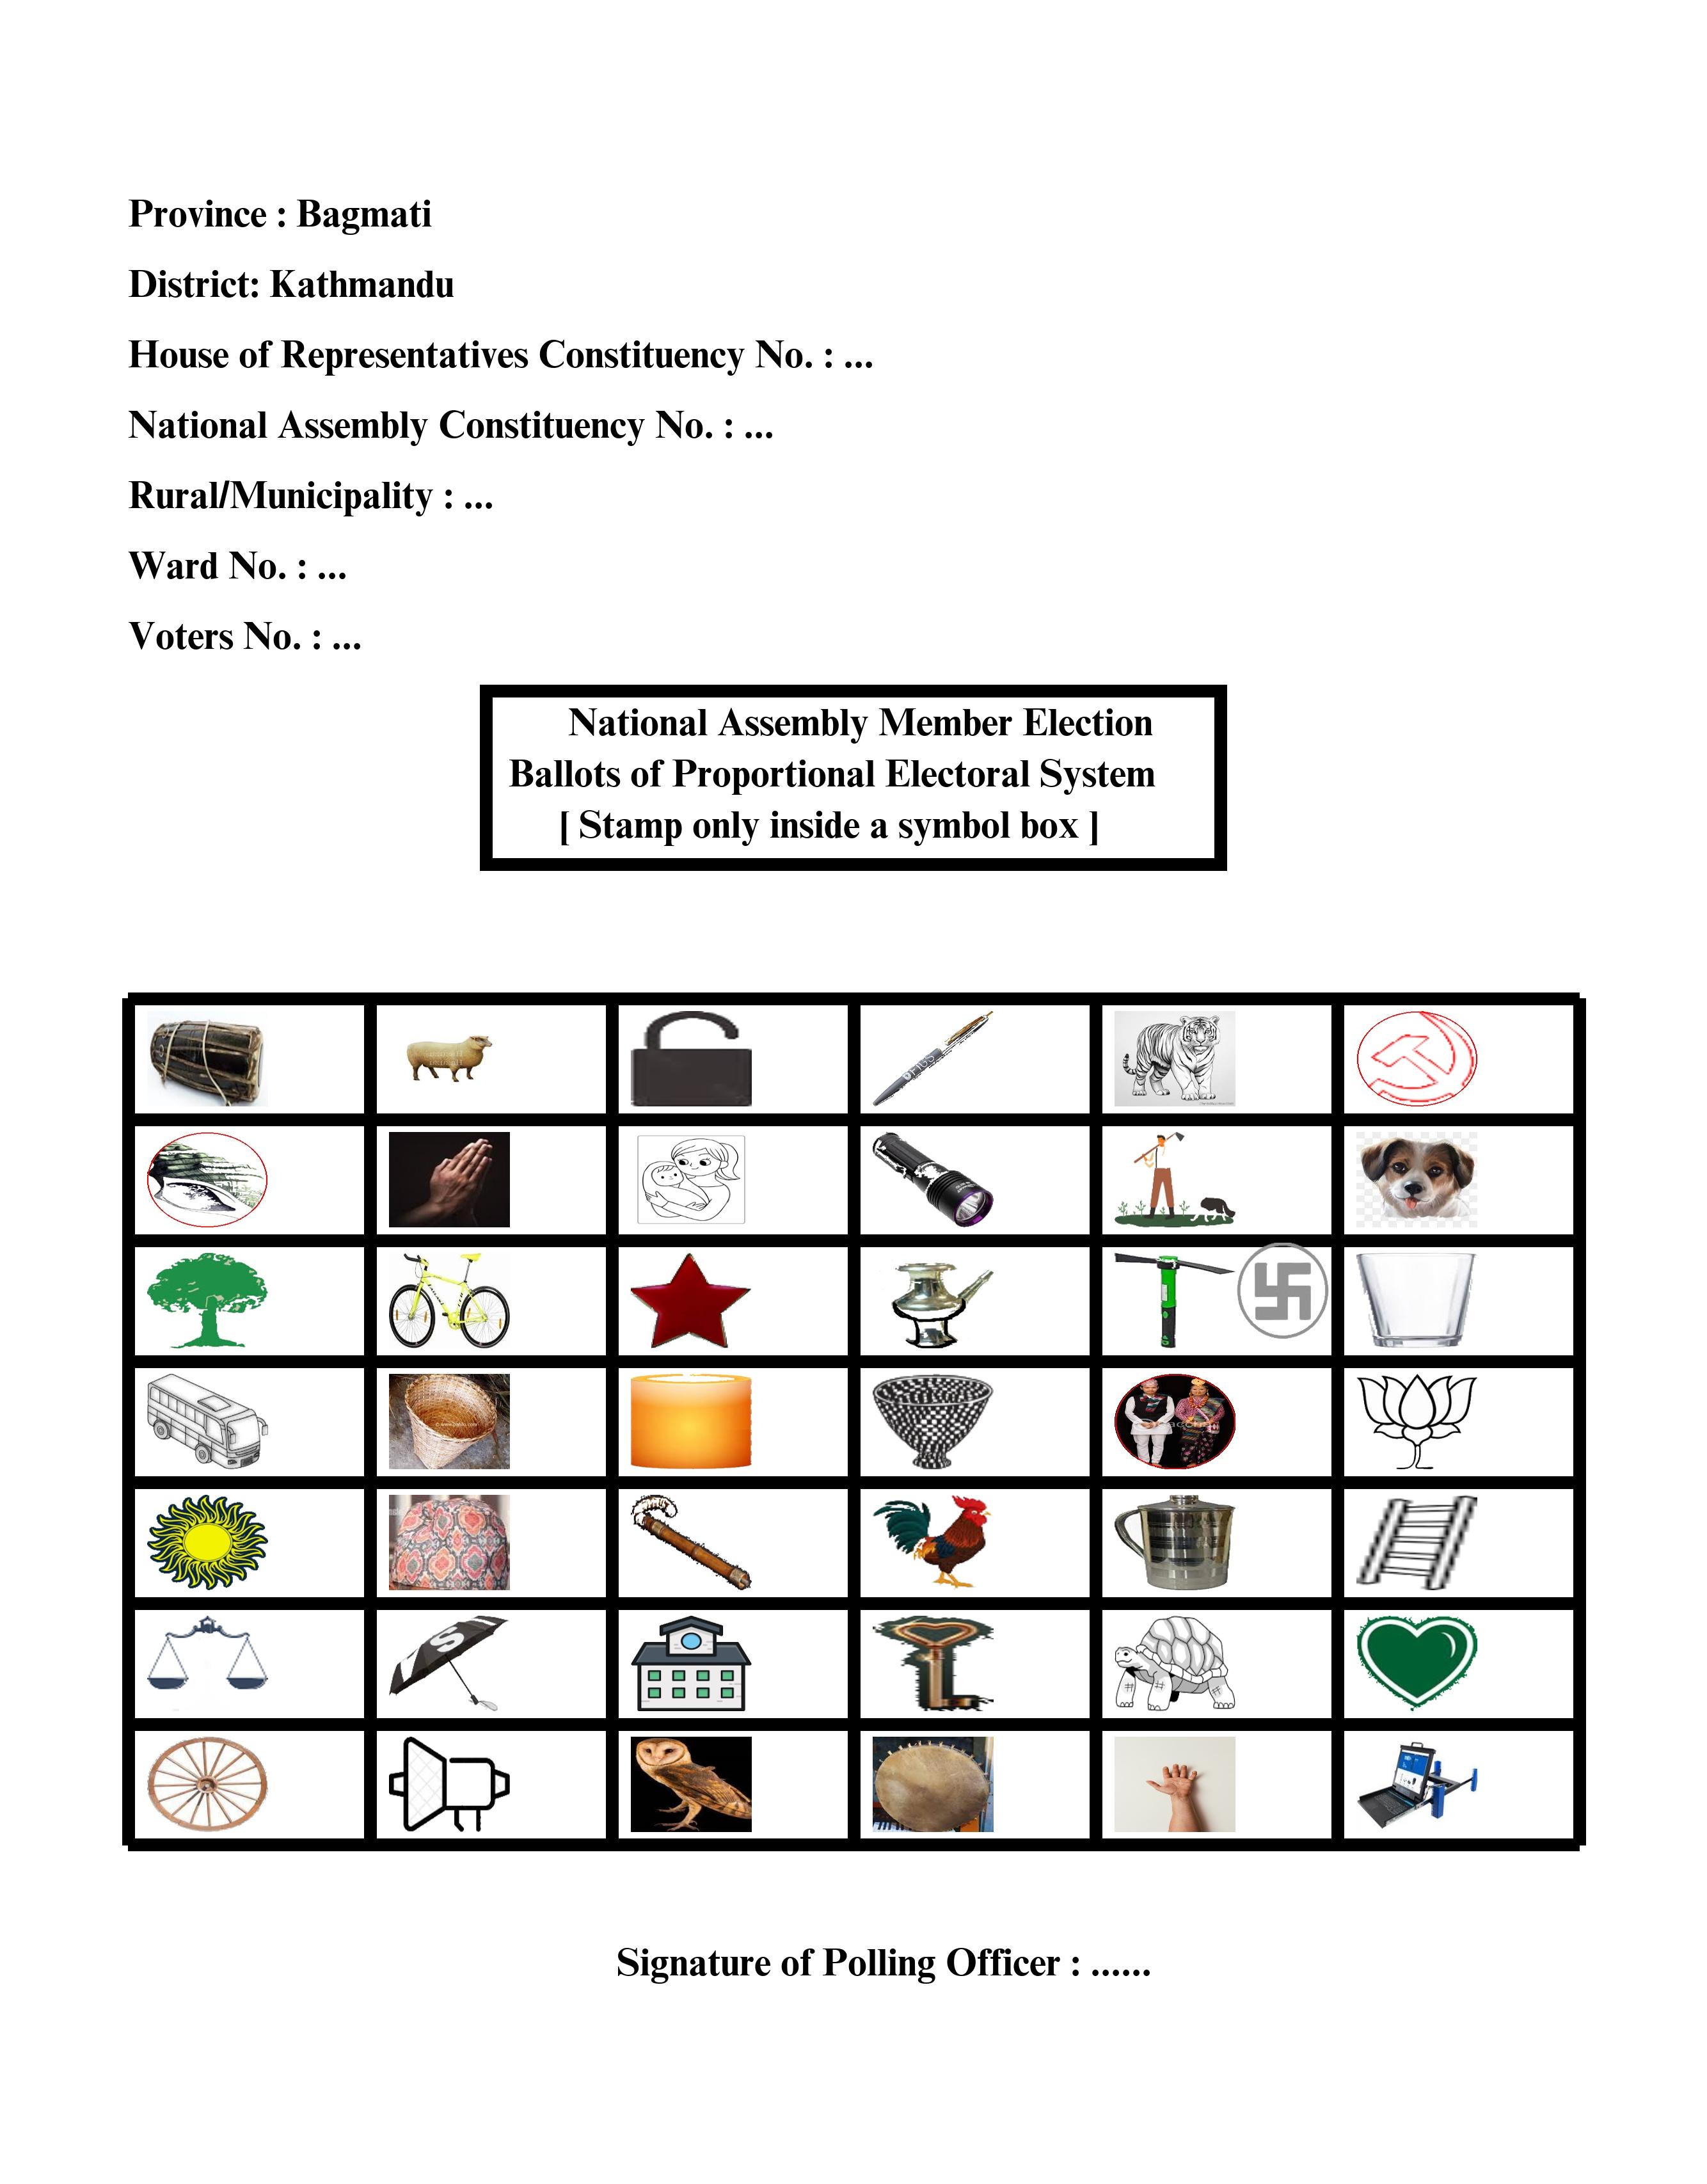 Province : Bagmati
District: Kathmandu
House of Representatives Constituency No. : ...
National Assembly Constituency No. : ...
Rural/Municipality : ...
Ward No. : ...
Voters No. : ...
National Assembly Member Election
Ballots of Proportional Electoral System
[ Stamp only inside a symbol box ]
Signature of Polling Officer : ......